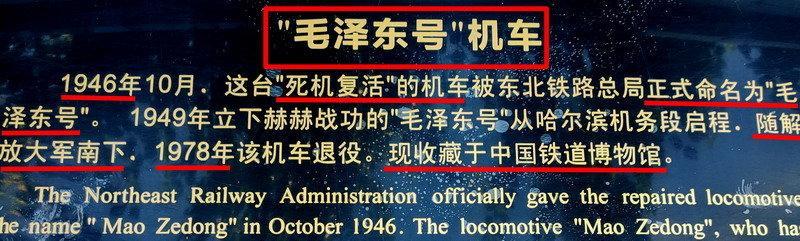 "毛泽东号"机车
1946年10月．这台"死机复活"的机车被东北铁路总局正式命名为"毛
泽东号"。 1949年立下赫赫战功的"毛泽东号"从哈尔滨机务段启程．随解
放大军南下．1978年该机车退役。现收藏于中国铁道博物馆。
The Northeast Railway Administration officially gave the repaired locomotive
he name " Mao Zedong" in October 1946. The locomotive "Mao Zedong", who has